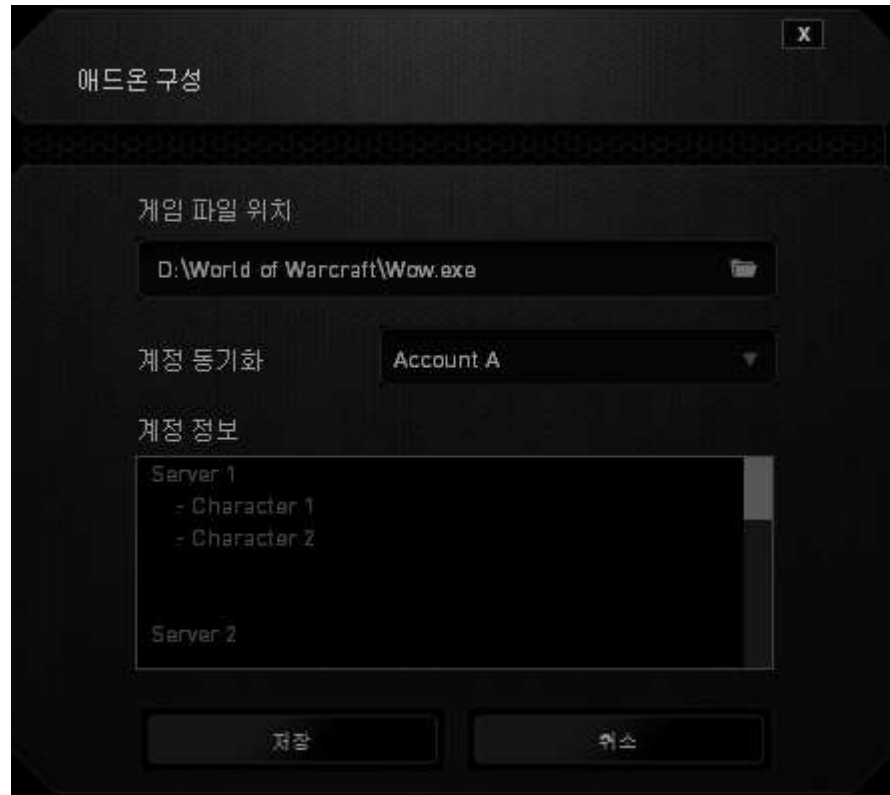 X
애드온 구성
게임 파일 위치
D:\World of Warcraft\Wow.exe
계정 동기화
Account A
계정 정보
Server 1
- Character 1
- Character 2
Server 2
저장
취소